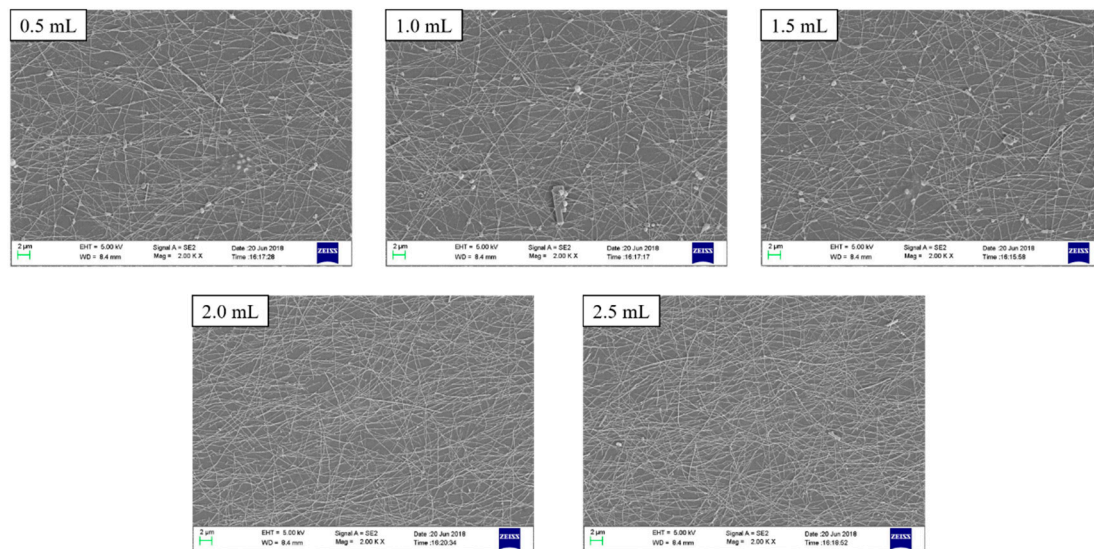 0.5 mL
2 µm EHT = 5.00 kV Signal A = SE2 Date :20 Jun 2018 ZEISS
WD = 8.4 mm Mag = 2.00 K X Time :16:17:28
1.0 mL
2 µm EHT = 5.00 kV Signal A = SE2 Date :20 Jun 2018 ZEISS
WD = 8.4 mm Mag = 2.00 K X Time :16:17:17
1.5 mL
2 µm EHT = 5.00 kV Signal A = SE2 Date :20 Jun 2018 ZEISS
WD = 8.4 mm Mag = 2.00 K X Time :16:15:58
2.0 mL
2 µm EHT = 5.00 kV Signal A = SE2 Date :20 Jun 2018 ZEISS
WD = 8.4 mm Mag = 2.00 K X Time :16:20:34
2.5 mL
2 µm EHT = 5.00 kV Signal A = SE2 Date :20 Jun 2018 ZEISS
WD = 8.4 mm Mag = 2.00 K X